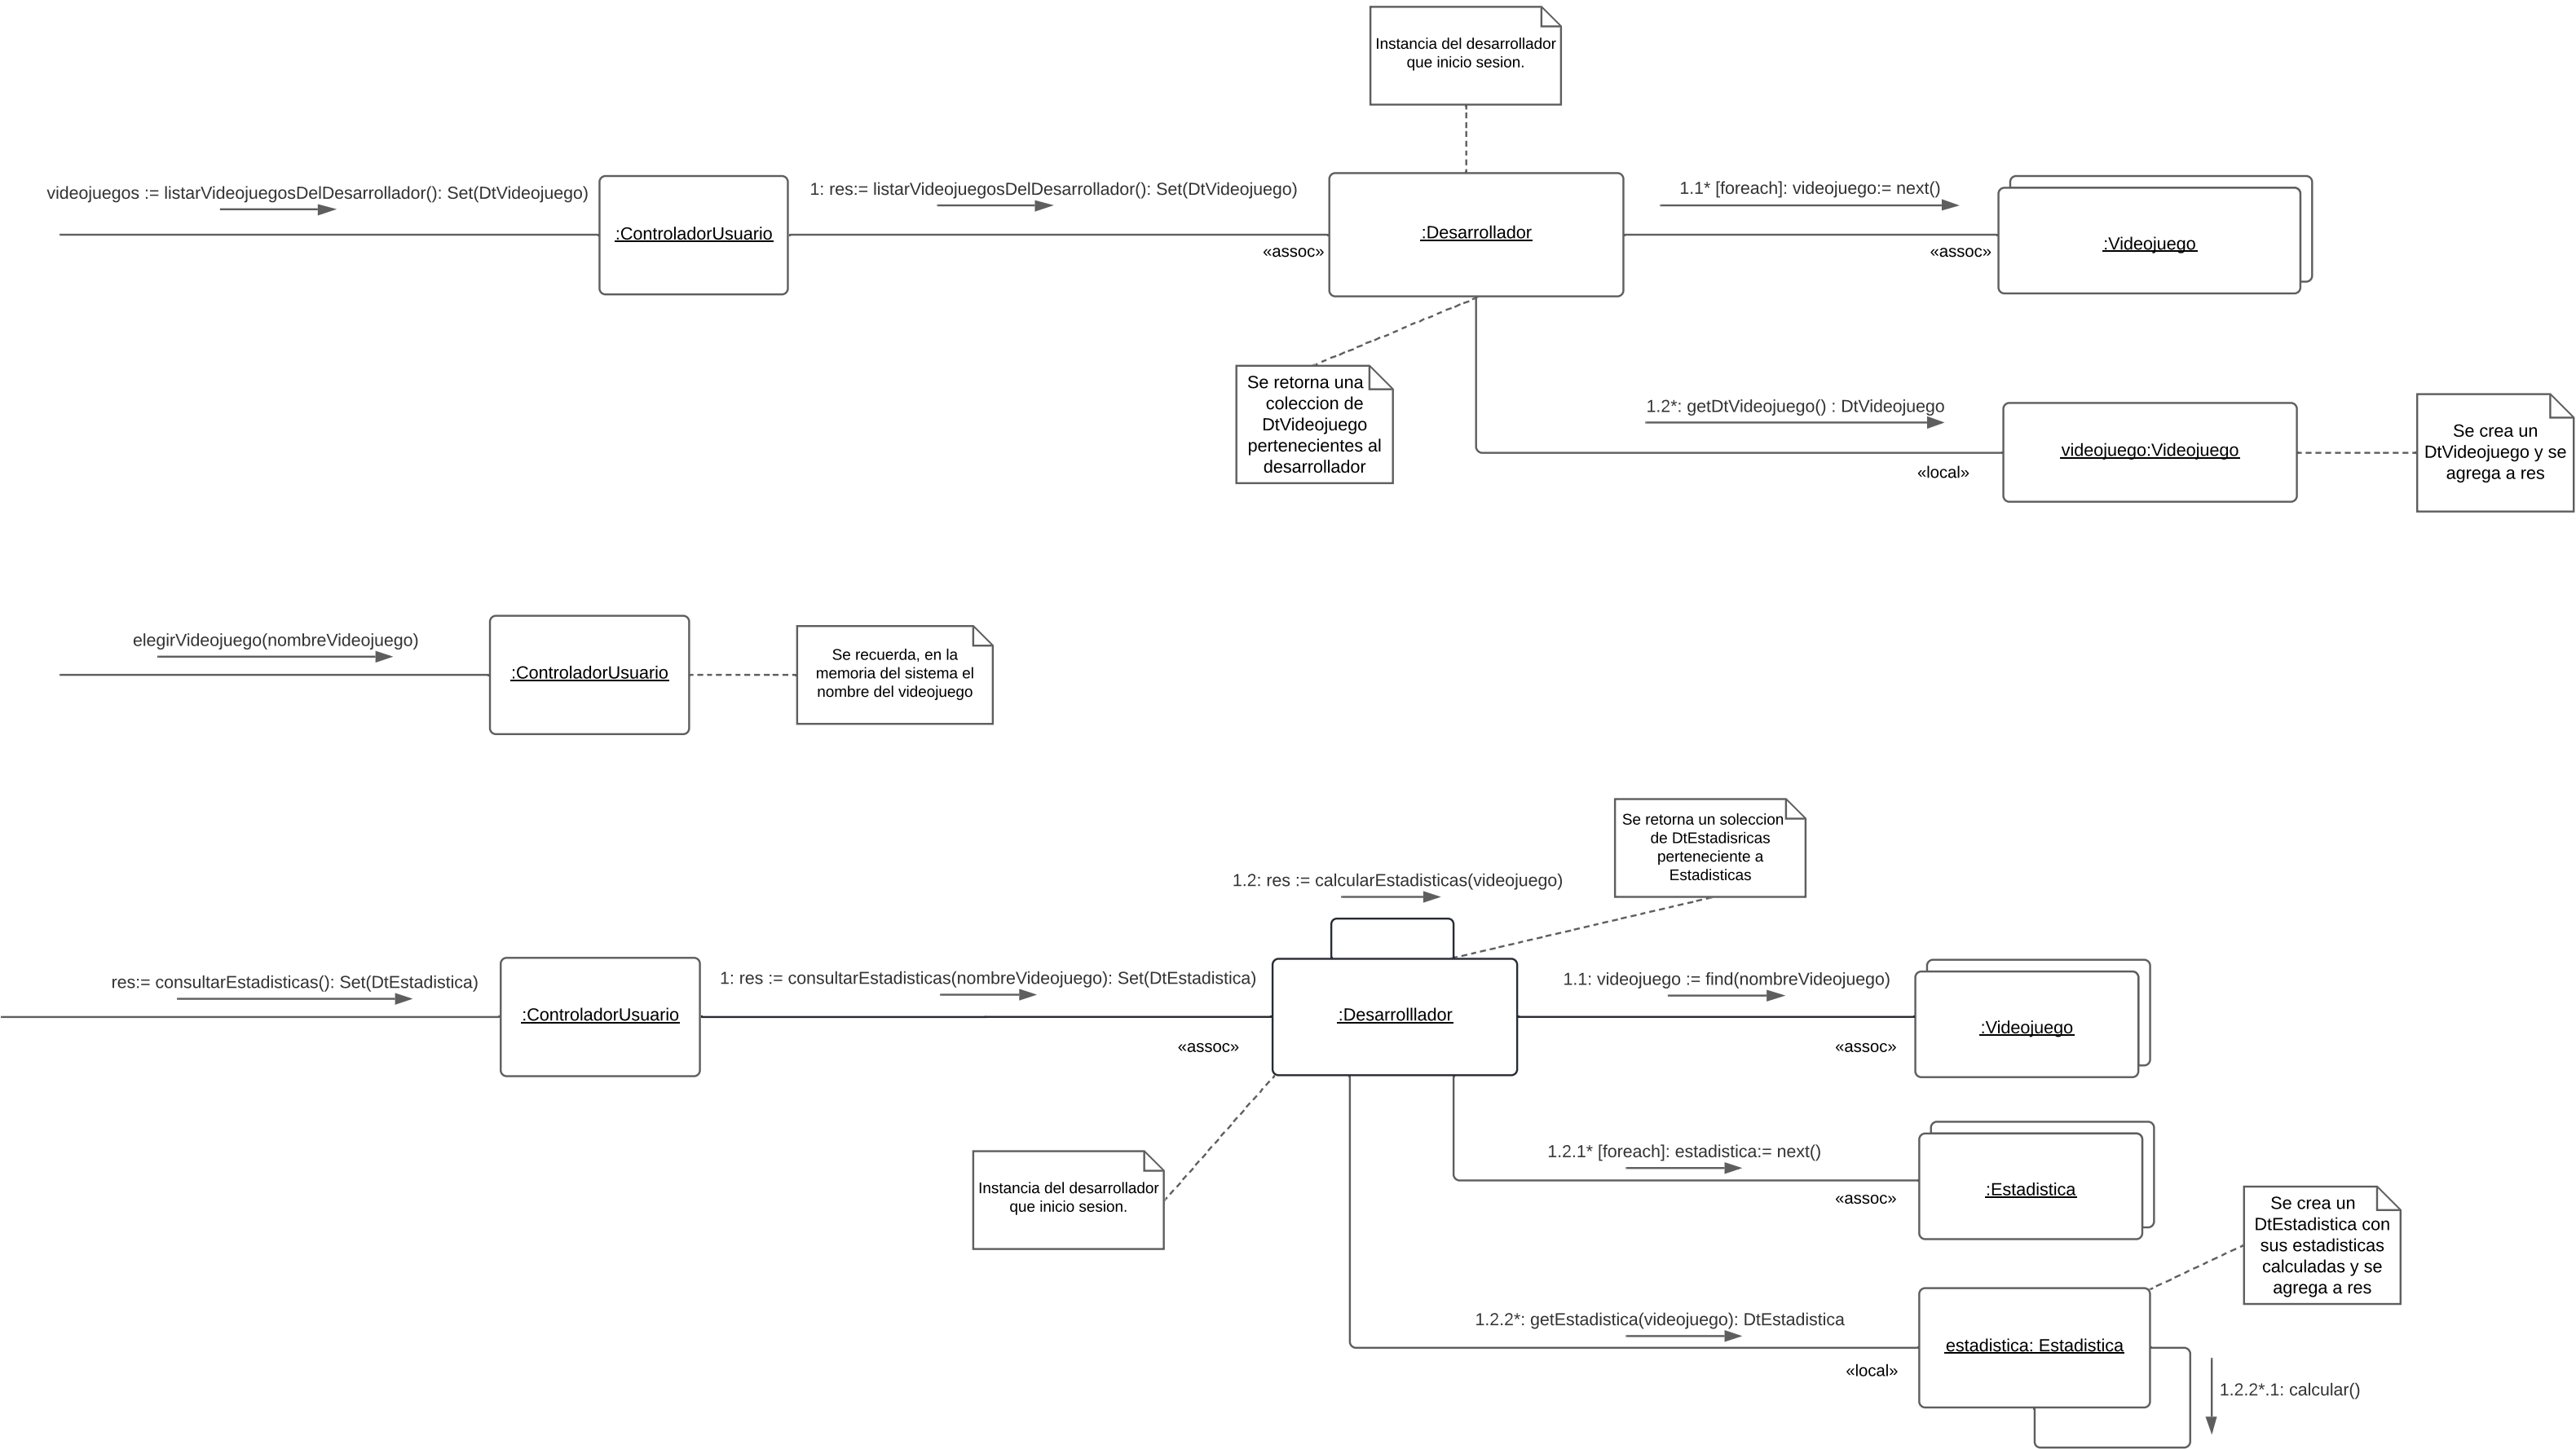 Instancia del desarrollador
que inicio sesion.
videojuegos := listarVideojuegosDelDesarrollador(): Set(DtVideojuego)
:ControladorUsuario
1: res:= listarVideojuegosDelDesarrollador(): Set(DtVideojuego)
«assoc»
:Desarrollador
1.1* [foreach]: videojuego:= next()
«assoc»
:Videojuego
Se retorna una
coleccion de
DtVideojuego
pertenecientes al
desarrollador
1.2*: getDtVideojuego() : DtVideojuego
«local»
videojuego:Videojuego
Se crea un
DtVideojuego y se
agrega a res
elegirVideojuego(nombreVideojuego)
:ControladorUsuario
Se recuerda, en la
memoria del sistema el
nombre del videojuego
Se retorna un soleccion
de DtEstadisricas
perteneciente a
Estadisticas
1.2: res := calcularEstadisticas(videojuego)
res:= consultarEstadisticas(): Set(DtEstadistica)
:ControladorUsuario
1: res := consultarEstadisticas(nombreVideojuego): Set(DtEstadistica)
«assoc»
:Desarrolllador
1.1: videojuego := find(nombreVideojuego)
«assoc»
:Videojuego
Instancia del desarrollador
que inicio sesion.
1.2.1* [foreach]: estadistica:= next()
«assoc»
:Estadistica
Se crea un
DtEstadistica con
sus estadisticas
calculadas y se
agrega a res
1.2.2*: getEstadistica(videojuego): DtEstadistica
«local»
estadistica: Estadistica
1.2.2*.1: calcular()